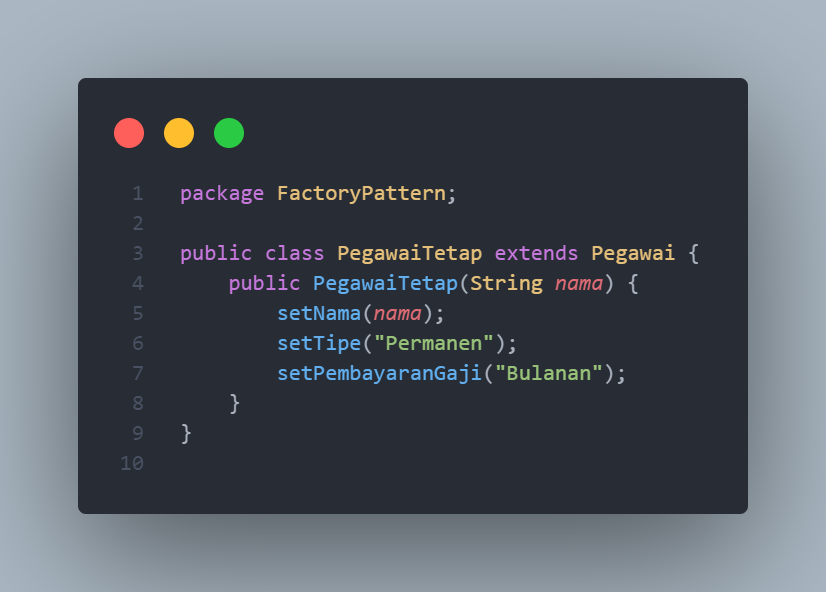 1 package FactoryPattern;
2
3 public class PegawaiTetap extends Pegawai {
4     public PegawaiTetap(String nama) {
5         setNama(nama);
6         setTipe("Permanen");
7         setPembayaranGaji("Bulanan");
8     }
9 }
10